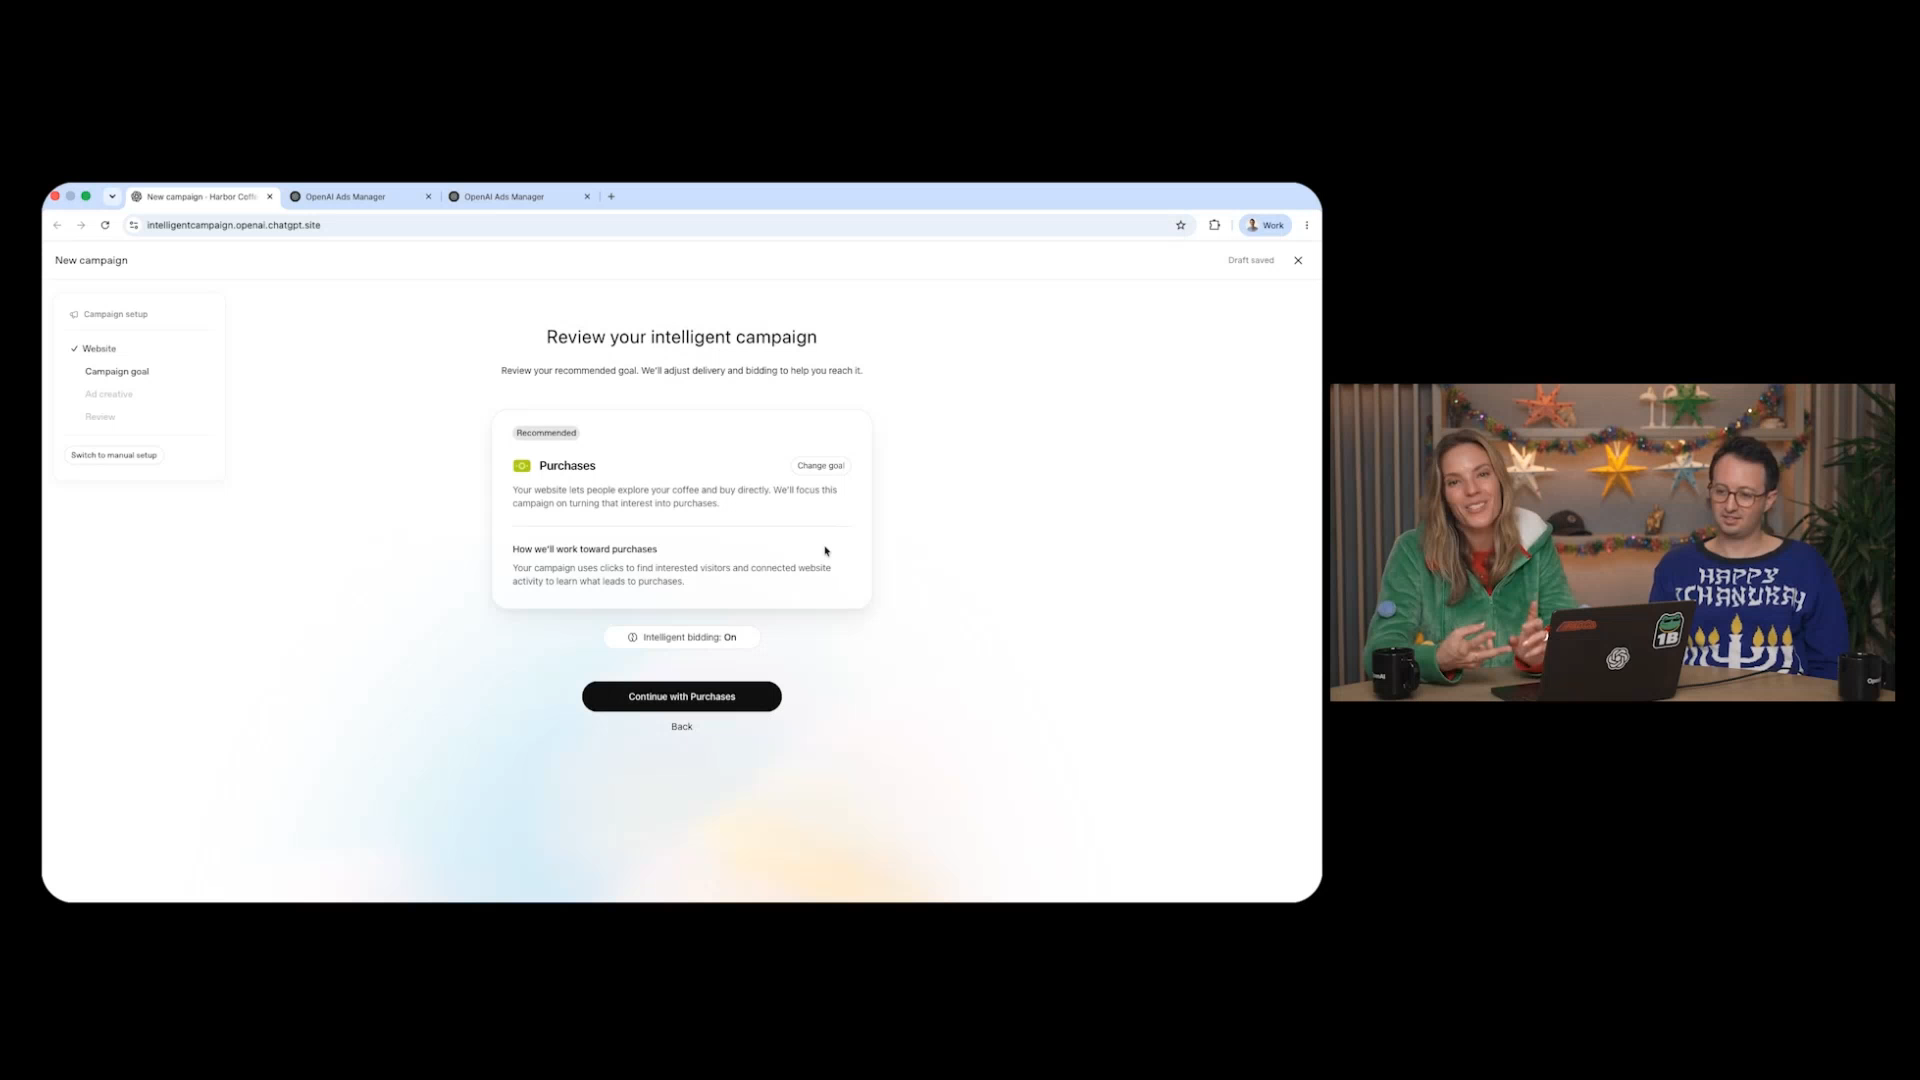 New campaign - Harbor Coff
OpenAI Ads Manager
OpenAI Ads Manager
intelligentcampaign.openai.chatgpt.site
Work
New campaign
Draft saved
Campaign setup
Website
Campaign goal
Ad creative
Review
Switch to manual setup
Review your intelligent campaign
Review your recommended goal. We'll adjust delivery and bidding to help you reach it.
Recommended
Purchases
Change goal
Your website lets people explore your coffee and buy directly. We'll focus this
campaign on turning that interest into purchases.
How we'll work toward purchases
Your campaign uses clicks to find interested visitors and connected website
activity to learn what leads to purchases.
Intelligent bidding: On
Continue with Purchases
Back
HAPPY
CHANUKAH
1B